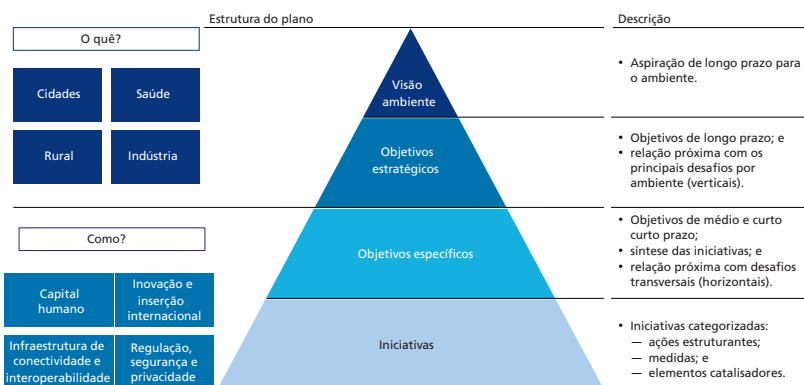 Estrutura do plano
Descrição
O quê?
Cidades
Saúde
Rural
Indústria
Visão
ambiente
• Aspiração de longo prazo para
o ambiente.
Objetivos
estratégicos
• Objetivos de longo prazo; e
• relação próxima com os
principais desafios por
ambiente (verticais).
Como?
Capital
humano
Inovação e
inserção
internacional
Infraestrutura de
conectividade e
interoperabilidade
Regulação,
segurança e
privacidade
Objetivos específicos
• Objetivos de médio e curto
curto prazo;
• síntese das iniciativas; e
• relação próxima com desafios
transversais (horizontais).
Iniciativas
• Iniciativas categorizadas:
— ações estruturantes;
— medidas; e
— elementos catalisadores.